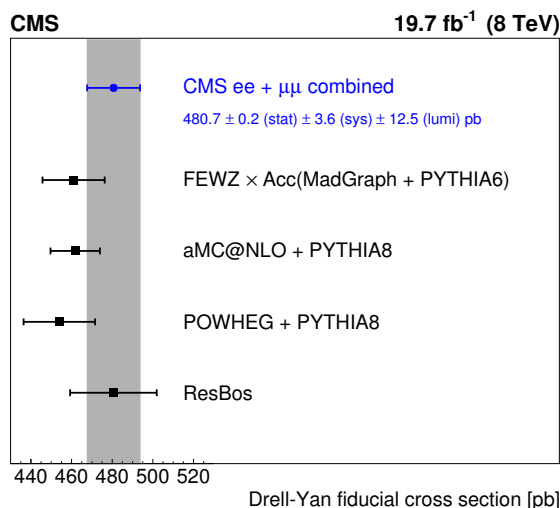 CMS 19.7 fb⁻¹ (8 TeV)
CMS ee + μμ combined
480.7 ± 0.2 (stat) ± 3.6 (sys) ± 12.5 (lumi) pb
FEWZ × Acc(MadGraph + PYTHIA6)
aMC@NLO + PYTHIA8
POWHEG + PYTHIA8
ResBos
440 460 480 500 520
Drell-Yan fiducial cross section [pb]